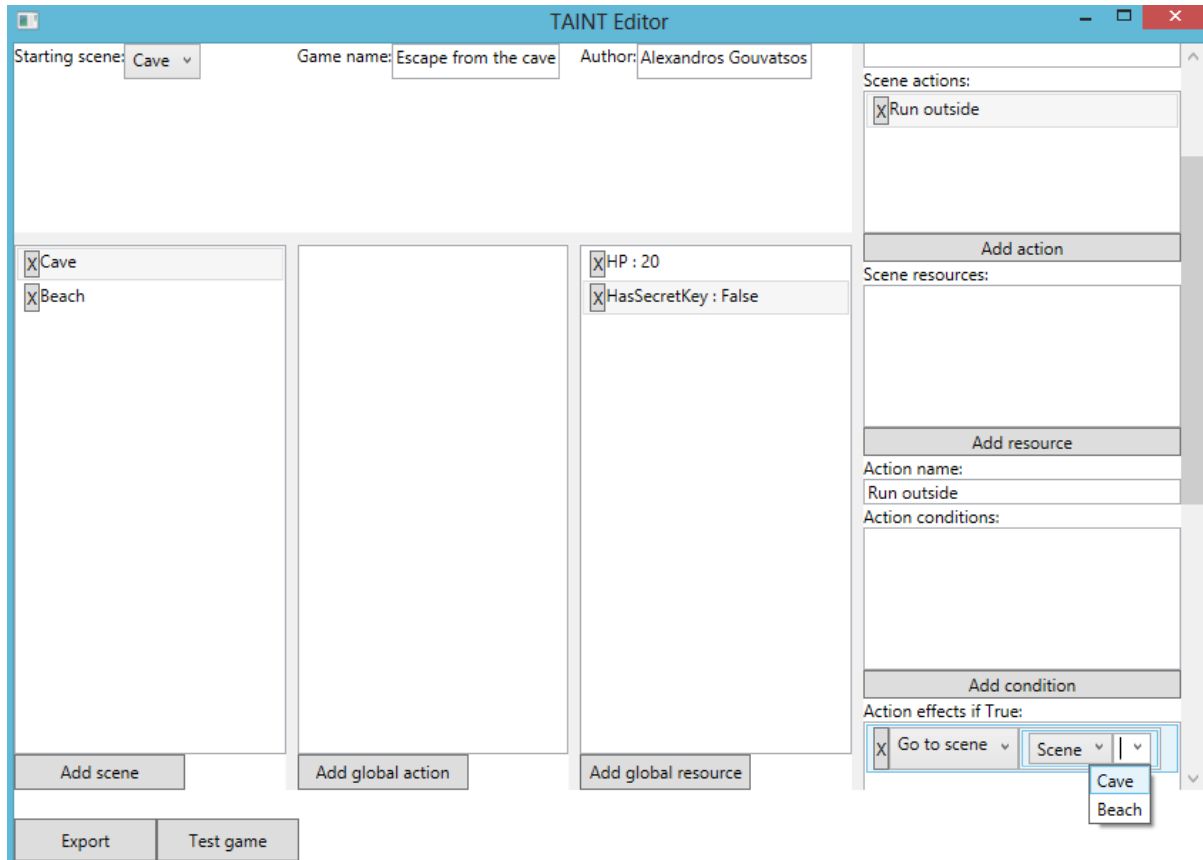 TAINT Editor
Starting scene: Cave
Game name: Escape from the cave
Author: Alexandros Gouvatsos
X Cave
X Beach
Add scene
Add global action
X HP : 20
X HasSecretKey : False
Add global resource
Scene actions:
X Run outside
Add action
Scene resources:
Add resource
Action name:
Run outside
Action conditions:
Add condition
Action effects if True:
X Go to scene Scene
Cave
Beach
Export
Test game